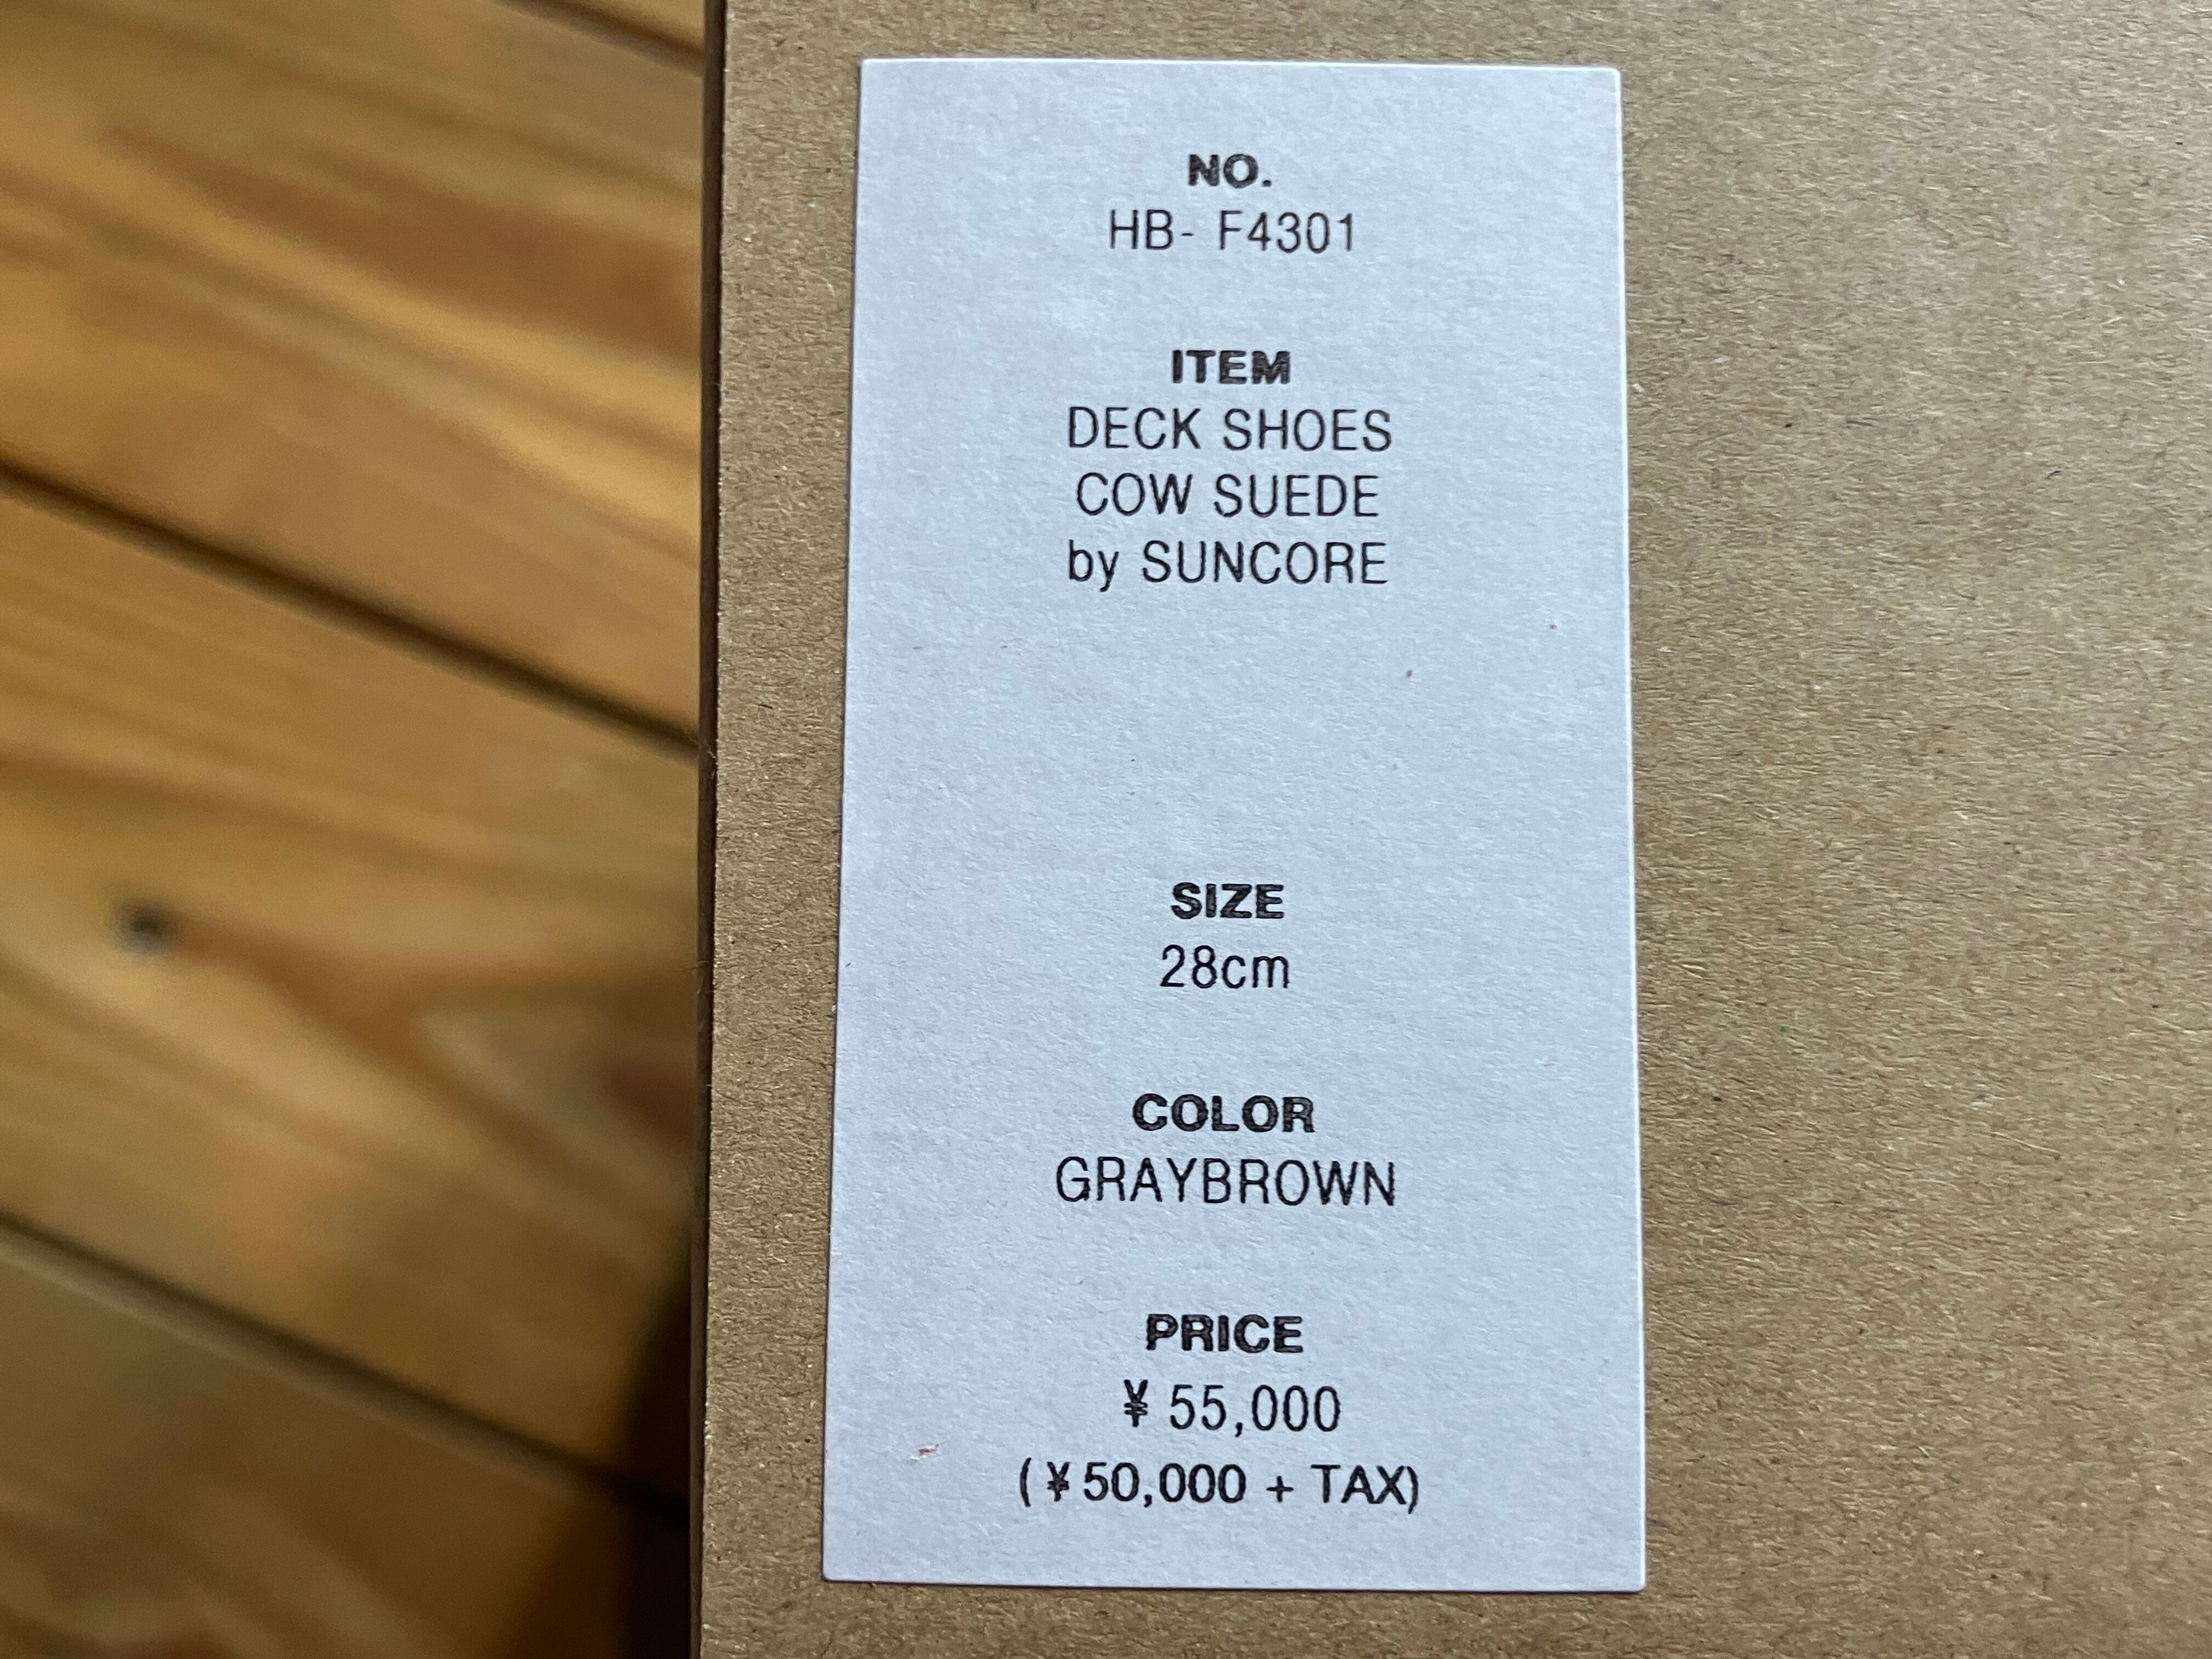 NO.
HB- F4301
ITEM
DECK SHOES
COW SUEDE
by SUNCORE
SIZE
28cm
COLOR
GRAYBROWN
PRICE
¥ 55,000
(¥50,000 + TAX)